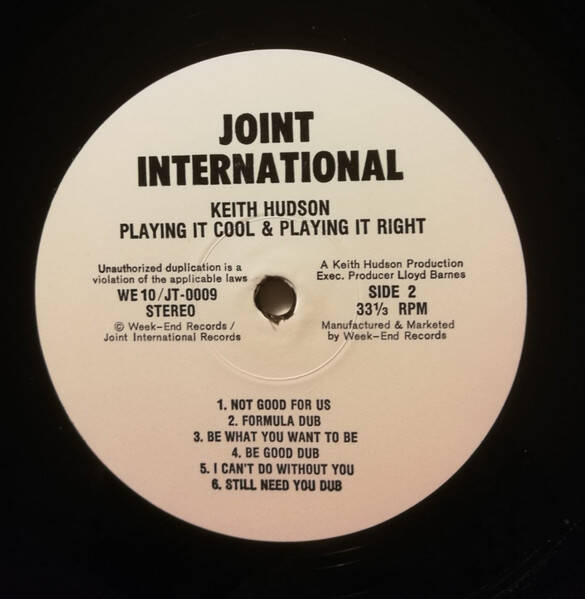 JOINT
INTERNATIONAL
KEITH HUDSON
PLAYING IT COOL & PLAYING IT RIGHT
Unauthorized duplication is a
violation of the applicable laws
WE10/JT-0009
STEREO
© Week-End Records /
Joint International Records
A Keith Hudson Production
Exec. Producer Lloyd Barnes
SIDE 2
33⅓ RPM
Manufactured & Marketed
by Week-End Records
1. NOT GOOD FOR US
2. FORMULA DUB
3. BE WHAT YOU WANT TO BE
4. BE GOOD DUB
5. I CAN'T DO WITHOUT YOU
6. STILL NEED YOU DUB